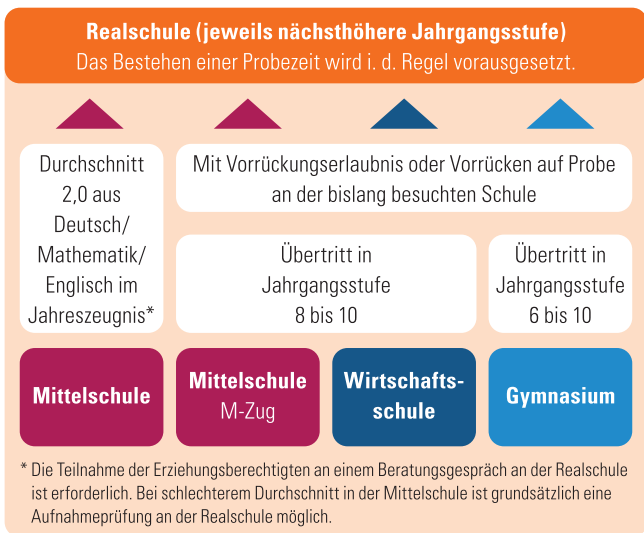 Realschule (jeweils nächsthöhere Jahrgangsstufe)
Das Bestehen einer Probezeit wird i. d. Regel vorausgesetzt.
Durchschnitt
2,0 aus
Deutsch/
Mathematik/
Englisch im
Jahreszeugnis*
Mit Vorrückungserlaubnis oder Vorrücken auf Probe
an der bislang besuchten Schule
Übertritt in
Jahrgangsstufe
8 bis 10
Übertritt in
Jahrgangsstufe
6 bis 10
Mittelschule
Mittelschule
M-Zug
Wirtschafts-
schule
Gymnasium
* Die Teilnahme der Erziehungsberechtigten an einem Beratungsgespräch an der Realschule
ist erforderlich. Bei schlechterem Durchschnitt in der Mittelschule ist grundsätzlich eine
Aufnahmeprüfung an der Realschule möglich.